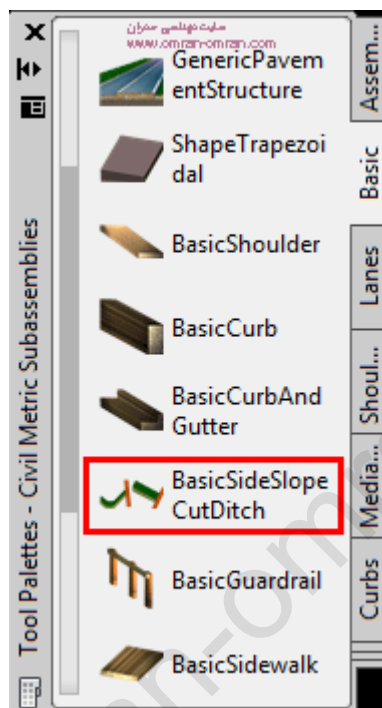 سایت مهندسی عمران
www.omran-omran.com
GenericPavem
entStructure
ShapeTrapezoi
dal
BasicShoulder
BasicCurb
BasicCurbAnd
Gutter
BasicSideSlope
CutDitch
BasicGuardrail
BasicSidewalk
Tool Palettes - Civil Metric Subassemblies
Assem...
Basic
Lanes
Shoul...
Media...
Curbs